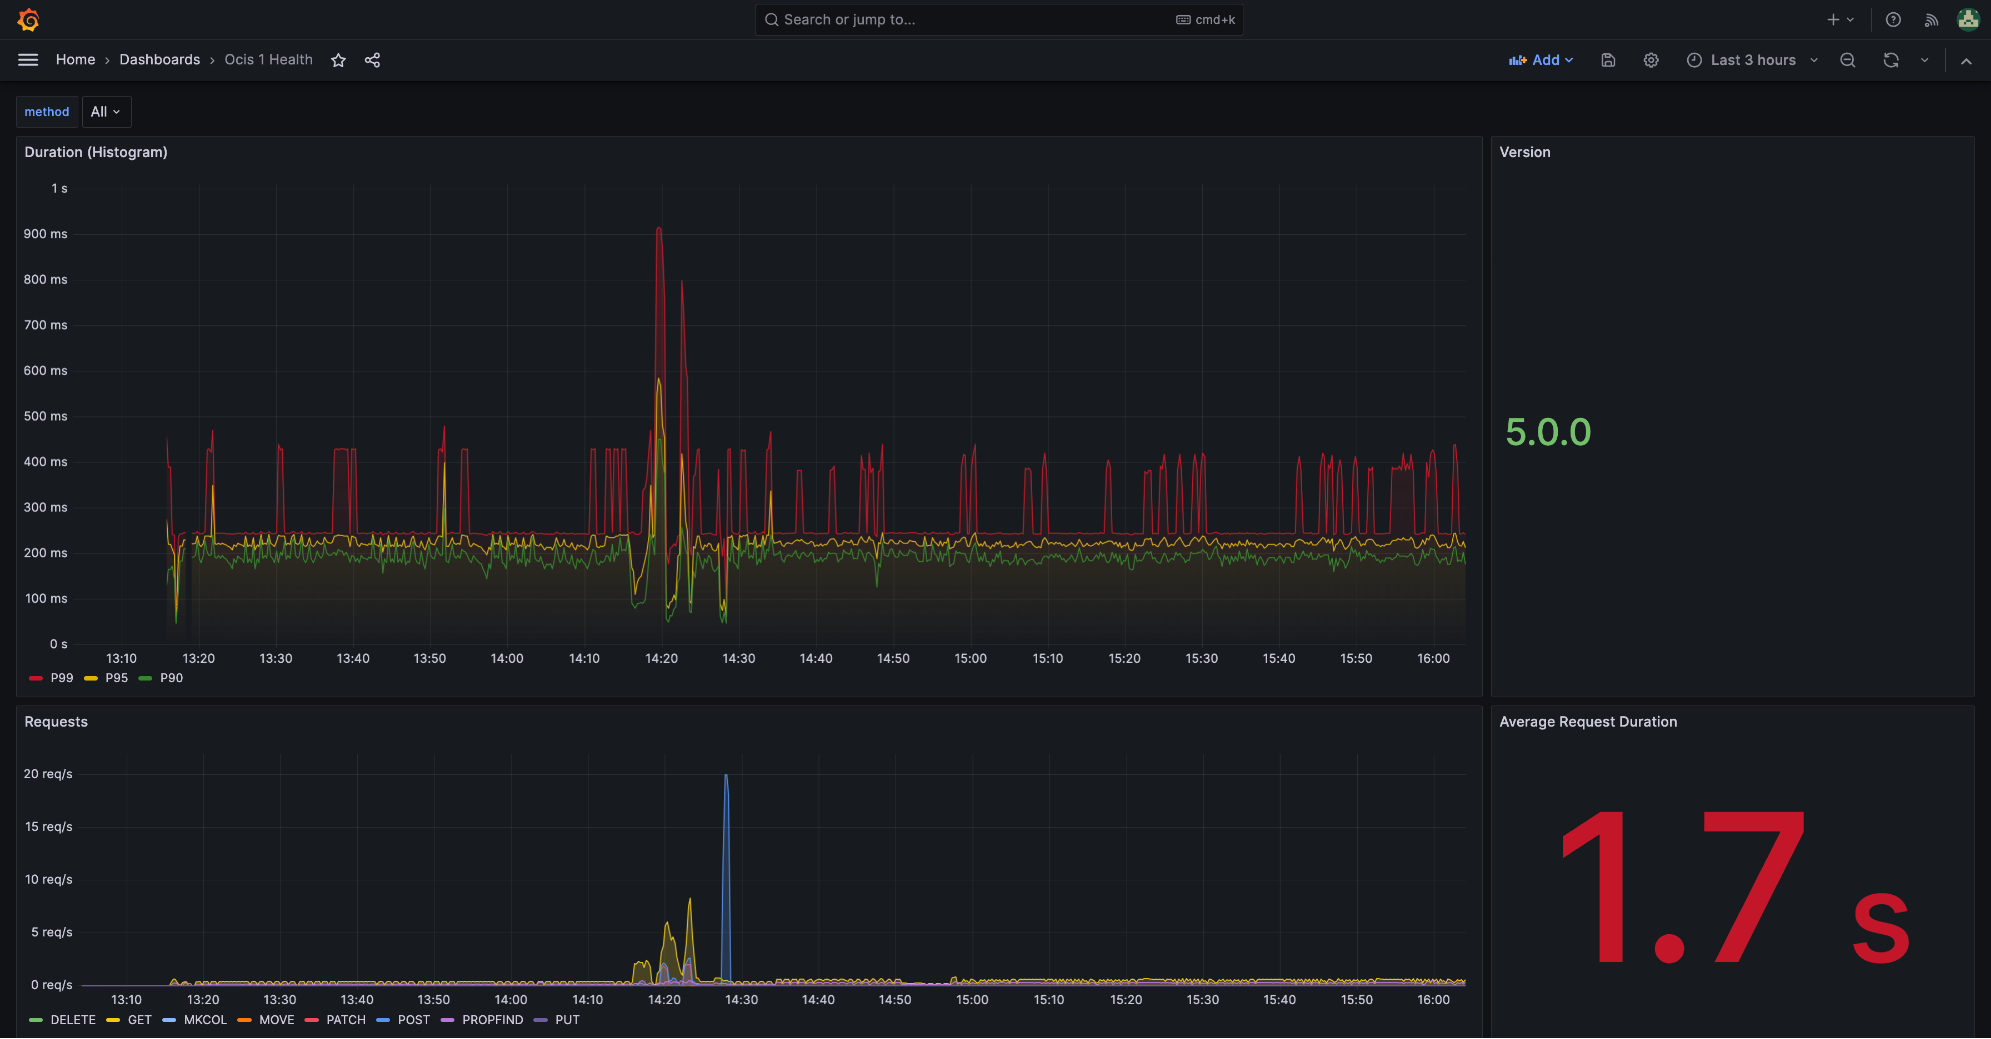 Search or jump to... cmd+k
Home › Dashboards › Ocis 1 Health
Add
Last 3 hours
method All
Duration (Histogram)
1 s
900 ms
800 ms
700 ms
600 ms
500 ms
400 ms
300 ms
200 ms
100 ms
0 s
13:10 13:20 13:30 13:40 13:50 14:00 14:10 14:20 14:30 14:40 14:50 15:00 15:10 15:20 15:30 15:40 15:50 16:00
P99 P95 P90
Version
5.0.0
Requests
20 req/s
15 req/s
10 req/s
5 req/s
0 req/s
13:10 13:20 13:30 13:40 13:50 14:00 14:10 14:20 14:30 14:40 14:50 15:00 15:10 15:20 15:30 15:40 15:50 16:00
DELETE GET MKCOL MOVE PATCH POST PROPFIND PUT
Average Request Duration
1.7 s